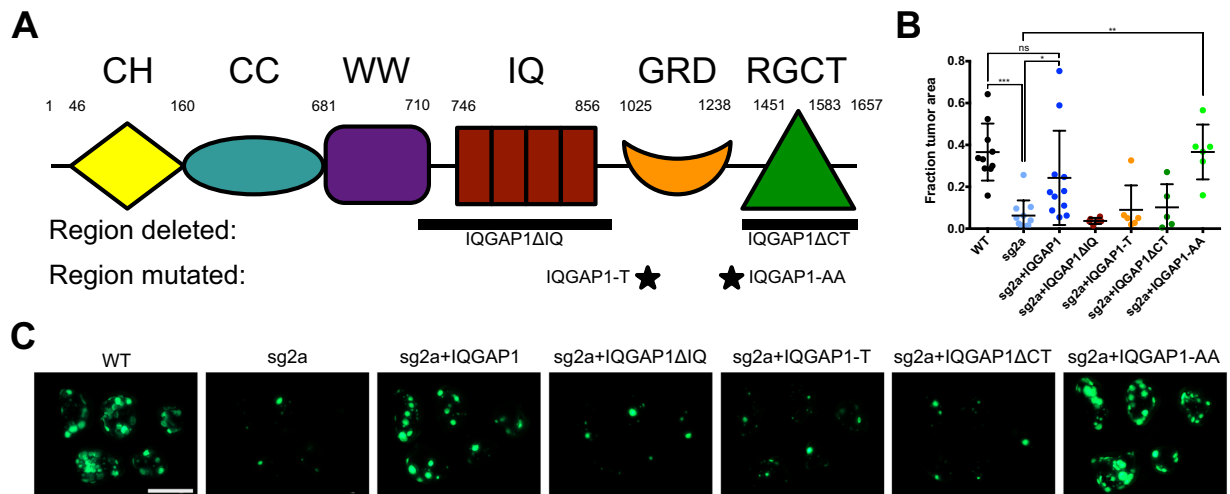 A
CH CC WW IQ GRD RGCT
1 46 160 681 710 746 856 1025 1238 1451 1583 1657
Region deleted:
IQGAP1ΔIQ
IQGAP1ΔCT
Region mutated:
IQGAP1-T
IQGAP1-AA
B
Fraction tumor area
0.8
0.6
0.4
0.2
0.0
**
ns
*
***
WT
sg2a
sg2a+IQGAP1
sg2a+IQGAP1ΔIQ
sg2a+IQGAP1-T
sg2a+IQGAP1ΔCT
sg2a+IQGAP1-AA
C
WT sg2a sg2a+IQGAP1 sg2a+IQGAP1ΔIQ sg2a+IQGAP1-T sg2a+IQGAP1ΔCT sg2a+IQGAP1-AA